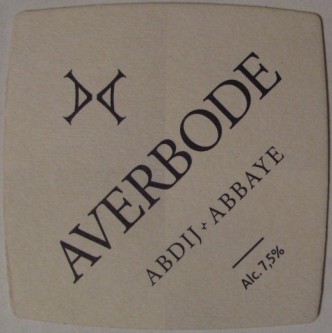 AVERBODE
ABDIJ + ABBAYE
Alc. 7,5%